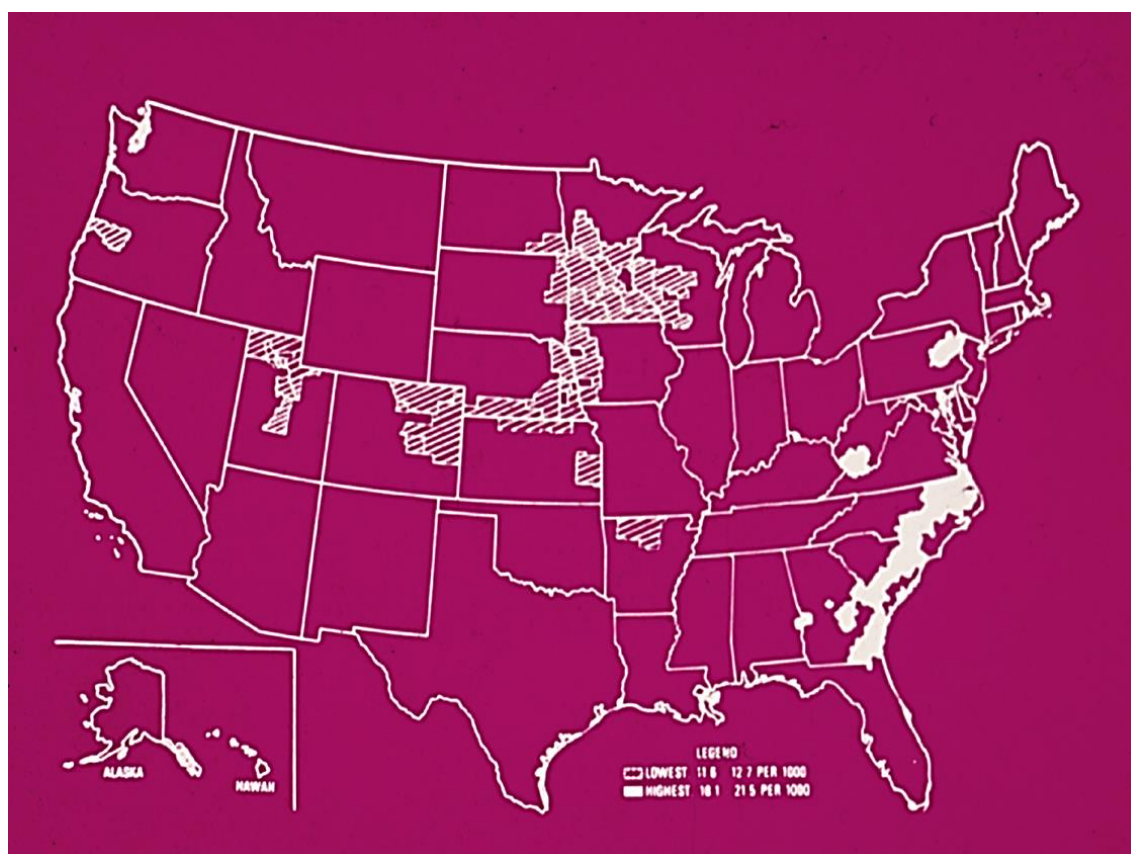 ALASKA
HAWAII
LEGEND
LOWEST 11 6 12 7 PER 1000
HIGHEST 18 1 21 5 PER 1000